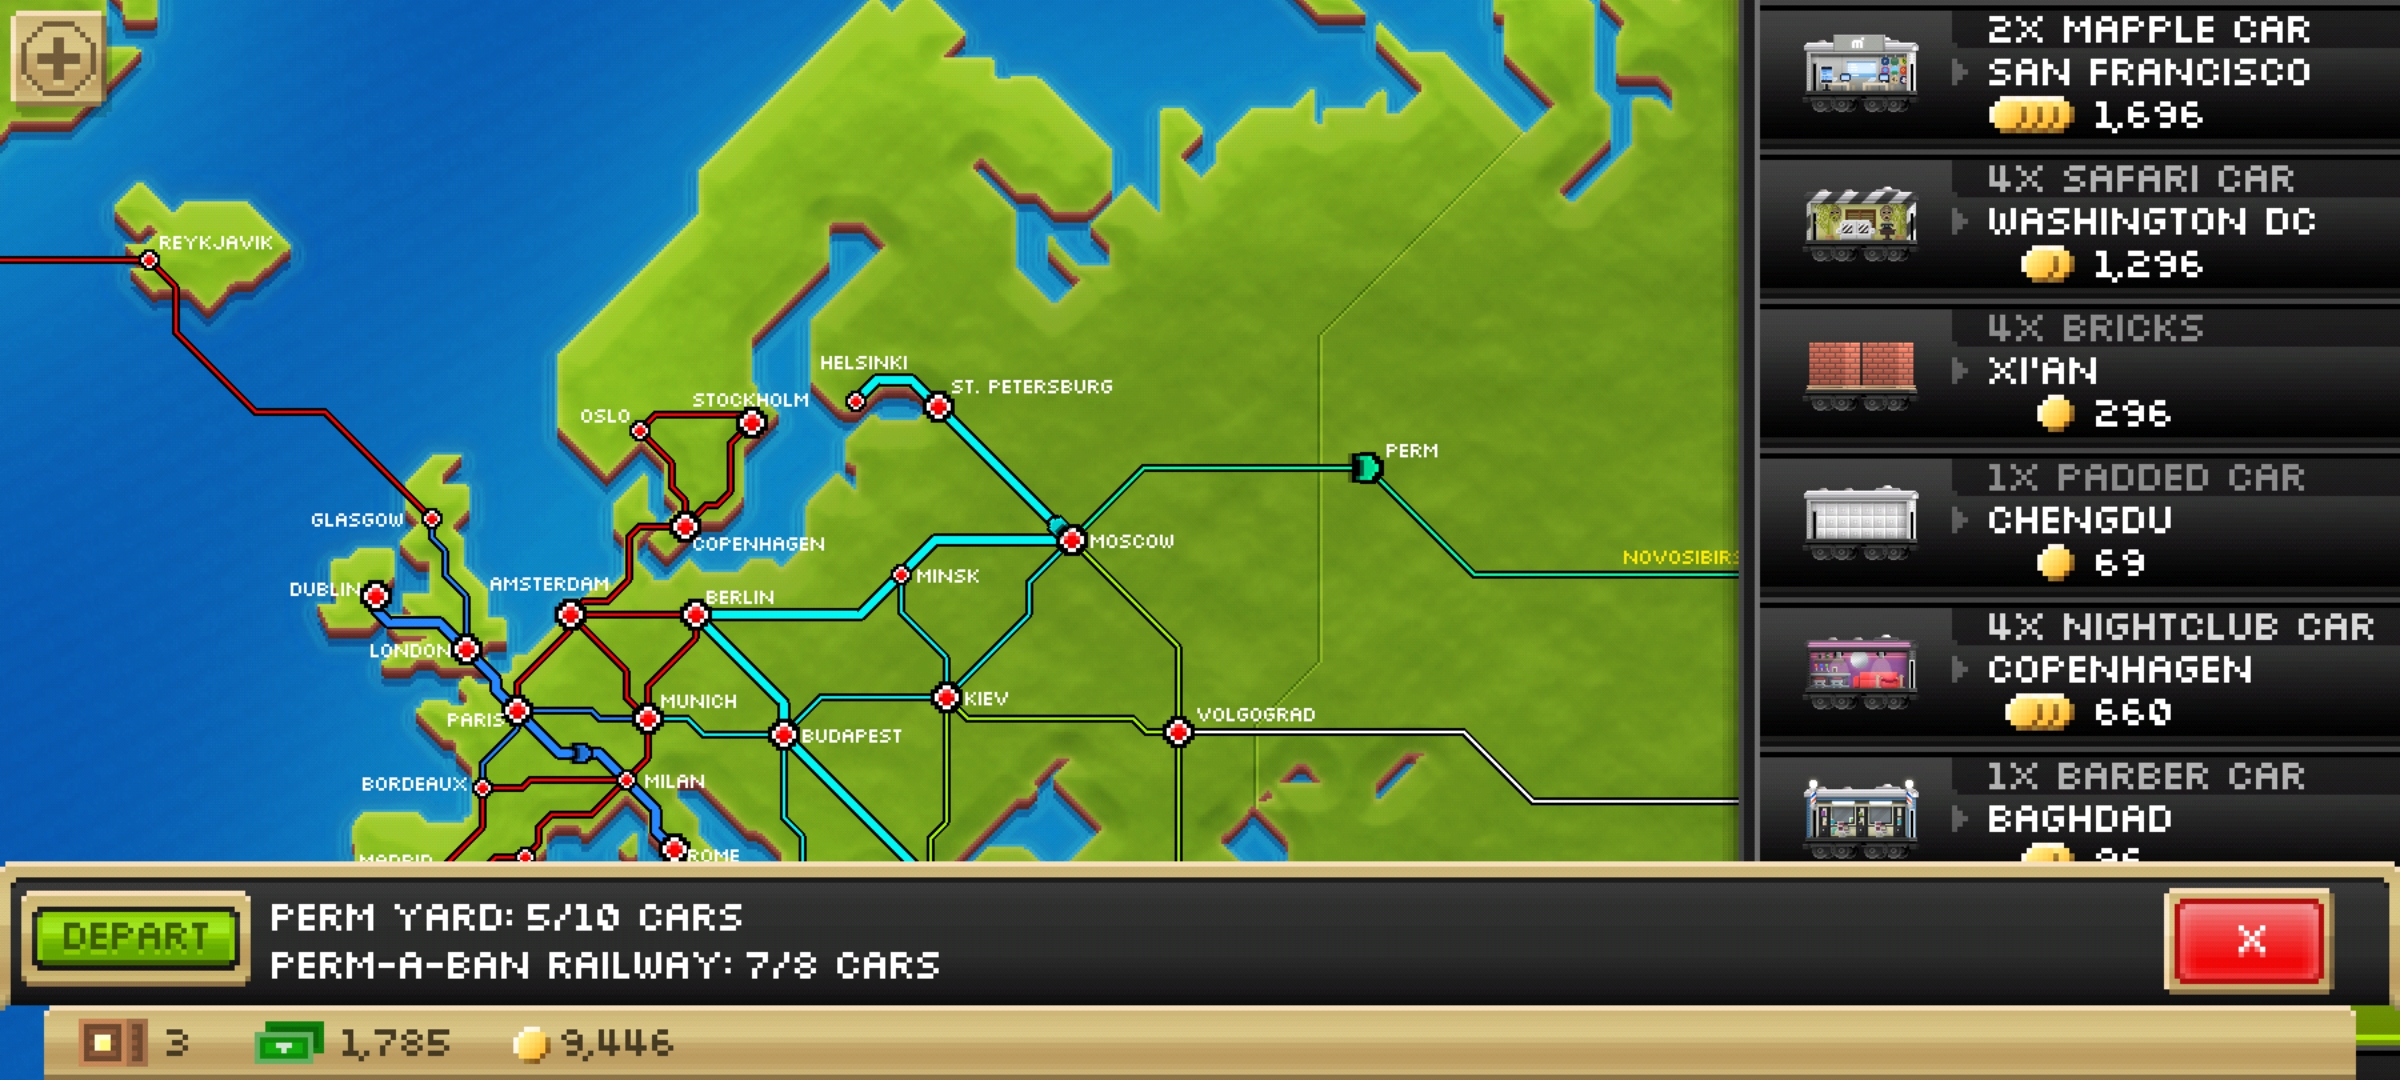 2X MAPPLE CAR
SAN FRANCISCO
1,696
4X SAFARI CAR
WASHINGTON DC
1,296
4X BRICKS
XI'AN
296
1X PADDED CAR
CHENGDU
69
4X NIGHTCLUB CAR
COPENHAGEN
660
1X BARBER CAR
BAGHDAD
REYKJAVIK
HELSINKI
ST. PETERSBURG
STOCKHOLM
OSLO
PERM
GLASGOW
COPENHAGEN
MOSCOW
NOVOSIBIRS
DUBLIN
AMSTERDAM
BERLIN
MINSK
LONDON
PARIS
MUNICH
KIEV
VOLGOGRAD
BUDAPEST
BORDEAUX
MILAN
MADRID
ROME
DEPART
PERM YARD: 5/10 CARS
PERM-A-BAN RAILWAY: 7/8 CARS
X
3
1,785
9,446